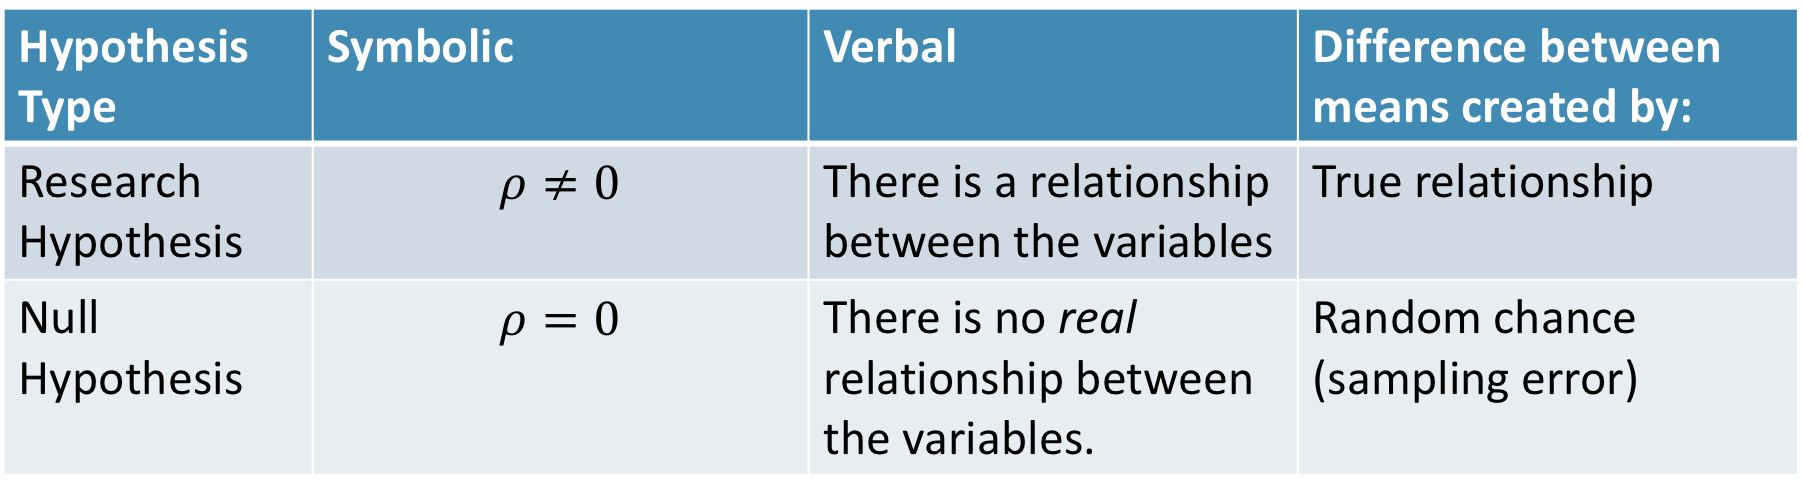 Hypothesis
Type
Symbolic
Verbal
Difference between
means created by:
Research
Hypothesis
ρ ≠ 0
There is a relationship
between the variables
True relationship
Null
Hypothesis
ρ = 0
There is no real
relationship between
the variables.
Random chance
(sampling error)